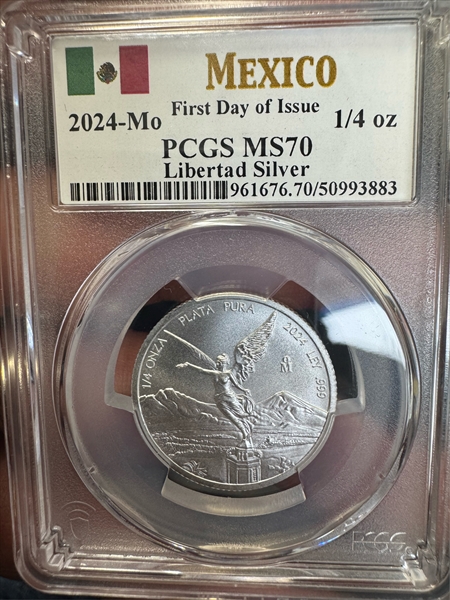 MEXICO
2024-Mo
First Day of Issue
1/4 oz
PCGS MS70
Libertad Silver
961676.70/50993883
1/4 ONZA PLATA PURA 2024 LEY .999
M
PCGS